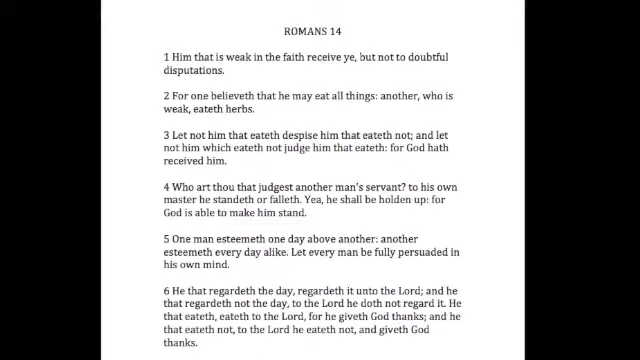 ROMANS 14
1 Him that is weak in the faith receive ye, but not to doubtful
disputations.
2 For one believeth that he may eat all things: another, who is
weak, eateth herbs.
3 Let not him that eateth despise him that eateth not; and let
not him which eateth not judge him that eateth: for God hath
received him.
4 Who art thou that judgest another man's servant? to his own
master he standeth or falleth. Yea, he shall be holden up: for
God is able to make him stand.
5 One man esteemeth one day above another: another
esteemeth every day alike. Let every man be fully persuaded in
his own mind.
6 He that regardeth the day, regardeth it unto the Lord; and he
that regardeth not the day, to the Lord he doth not regard it. He
that eateth, eateth to the Lord, for he giveth God thanks; and he
that eateth not, to the Lord he eateth not, and giveth God
thanks.